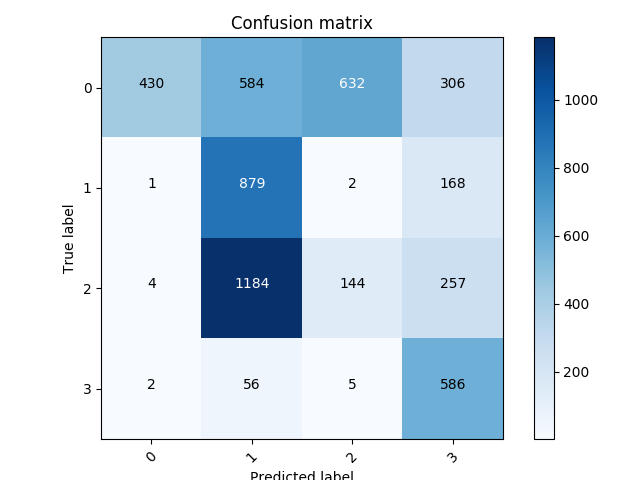 Confusion matrix
0 430 584 632 306
1 1 879 2 168
2 4 1184 144 257
3 2 56 5 586
0 1 2 3
True label
Predicted label
1000
800
600
400
200